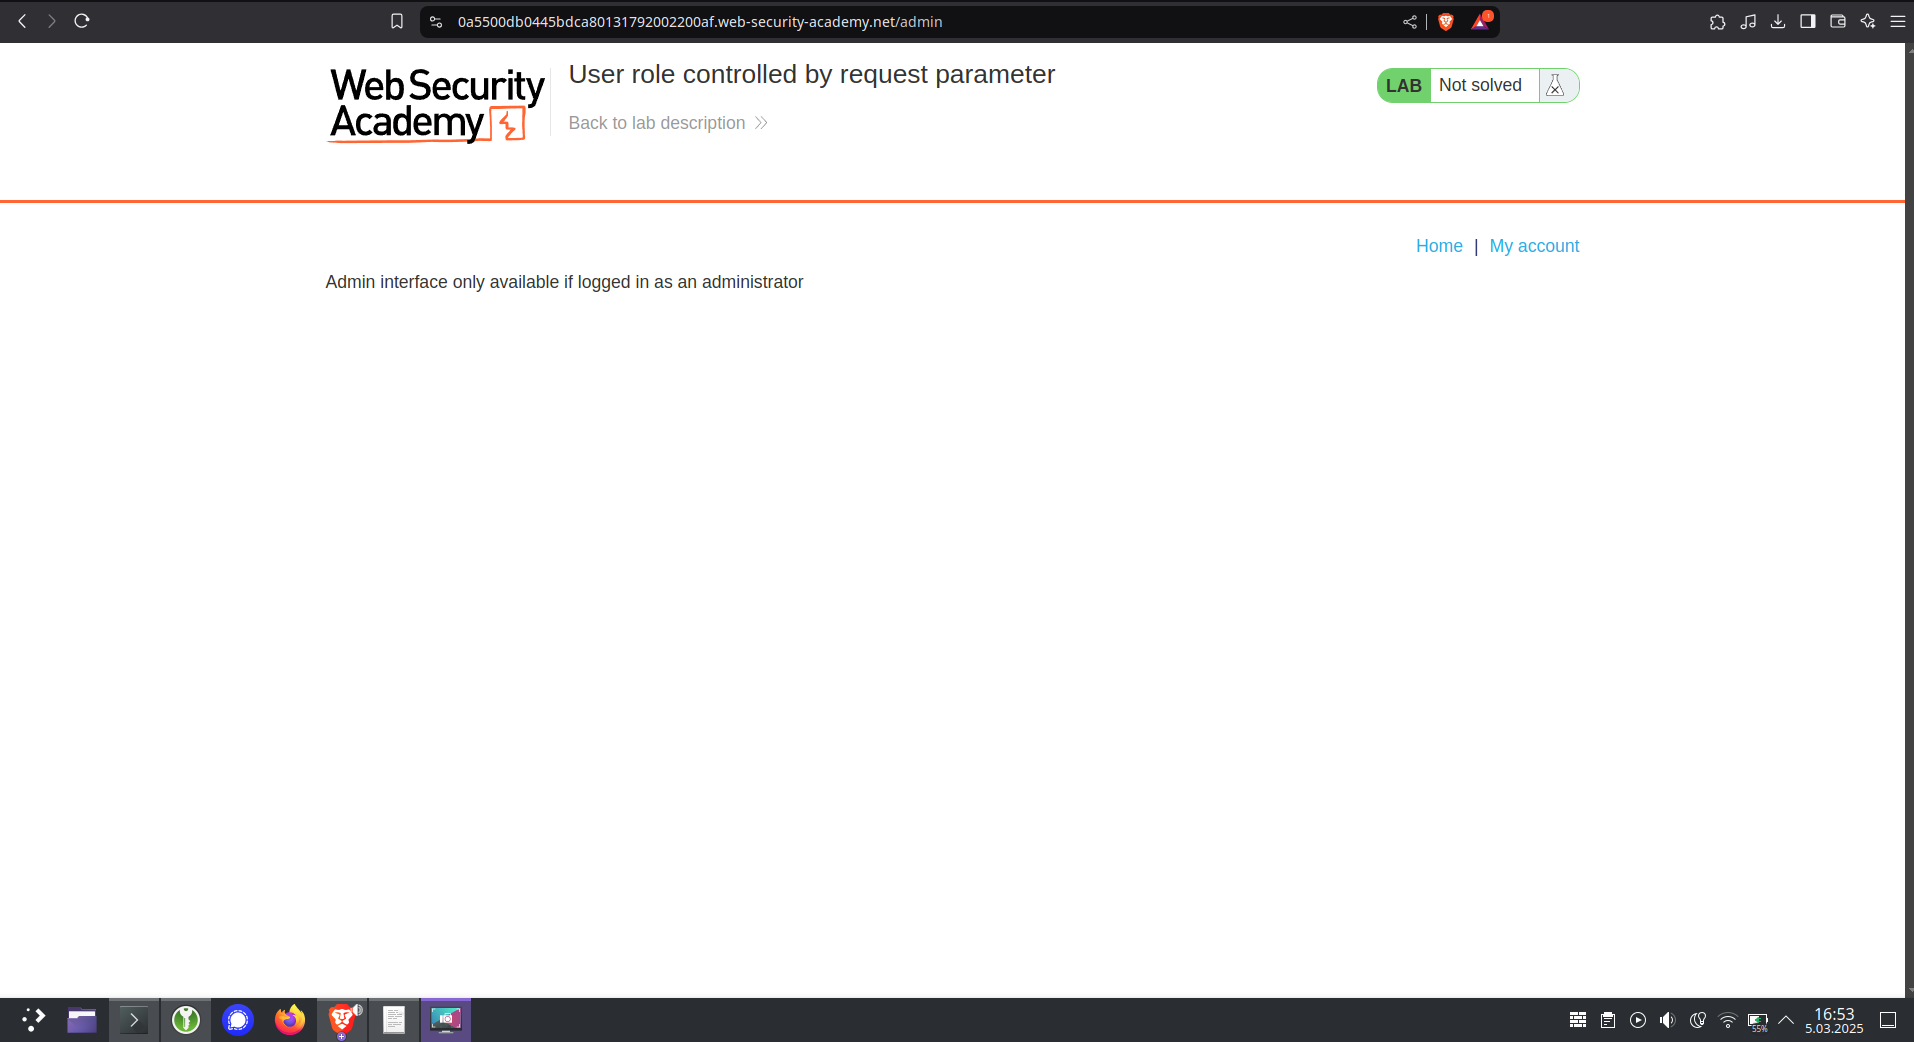 0a5500db0445bdca80131792002200af.web-security-academy.net/admin
Web Security
Academy
User role controlled by request parameter
Back to lab description
LAB Not solved
Home | My account
Admin interface only available if logged in as an administrator
55%
16:53
5.03.2025